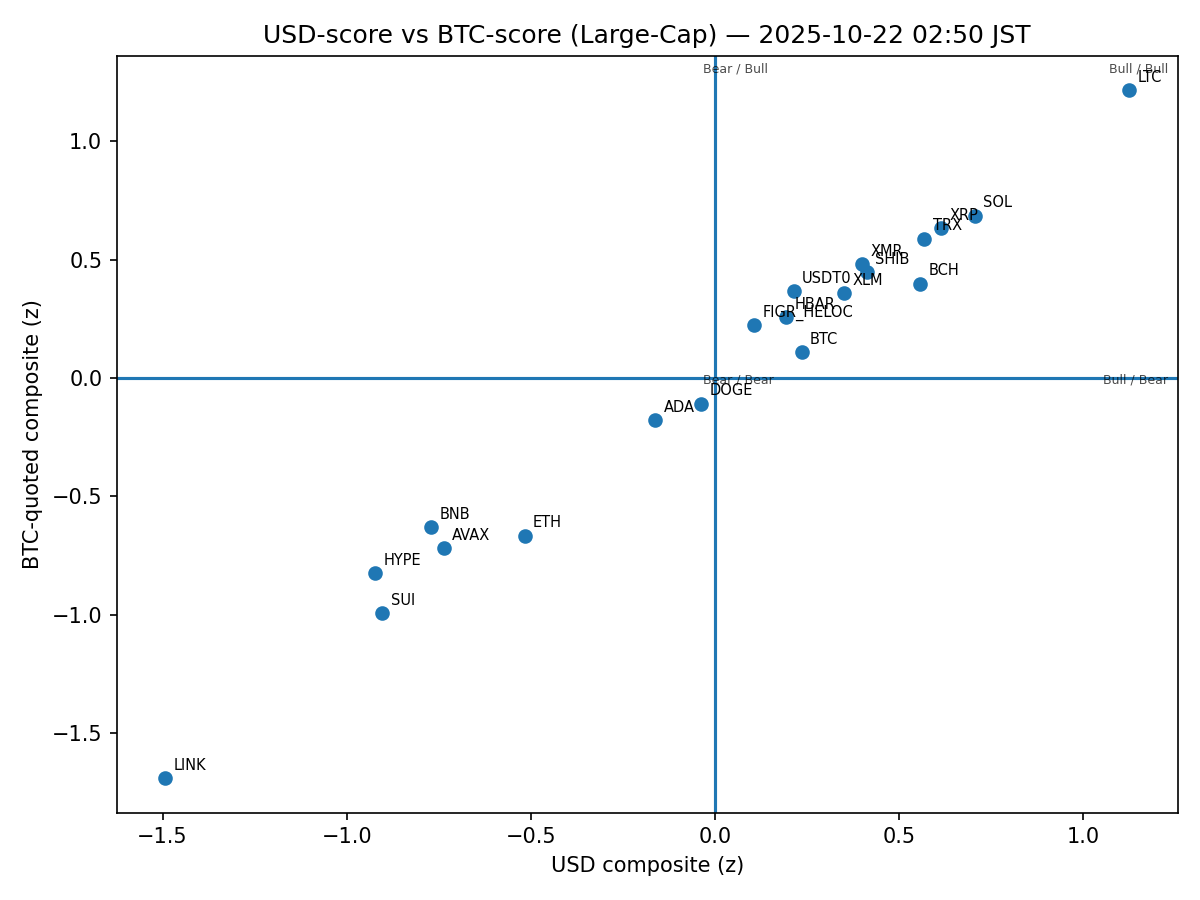 USD-score vs BTC-score (Large-Cap) — 2025-10-22 02:50 JST
Bear / Bull
Bull / Bull
LTC
1.0
SOL
XRP
TRX
XMR
SHIB
0.5
BCH
USDT0
XLM
HBAR
FIGR_HELOC
BTC
0.0
Bear / Bear
Bull / Bear
DOGE
ADA
−0.5
BNB
ETH
AVAX
HYPE
SUI
−1.0
−1.5
LINK
BTC-quoted composite (z)
−1.5
−1.0
−0.5
0.0
0.5
1.0
USD composite (z)